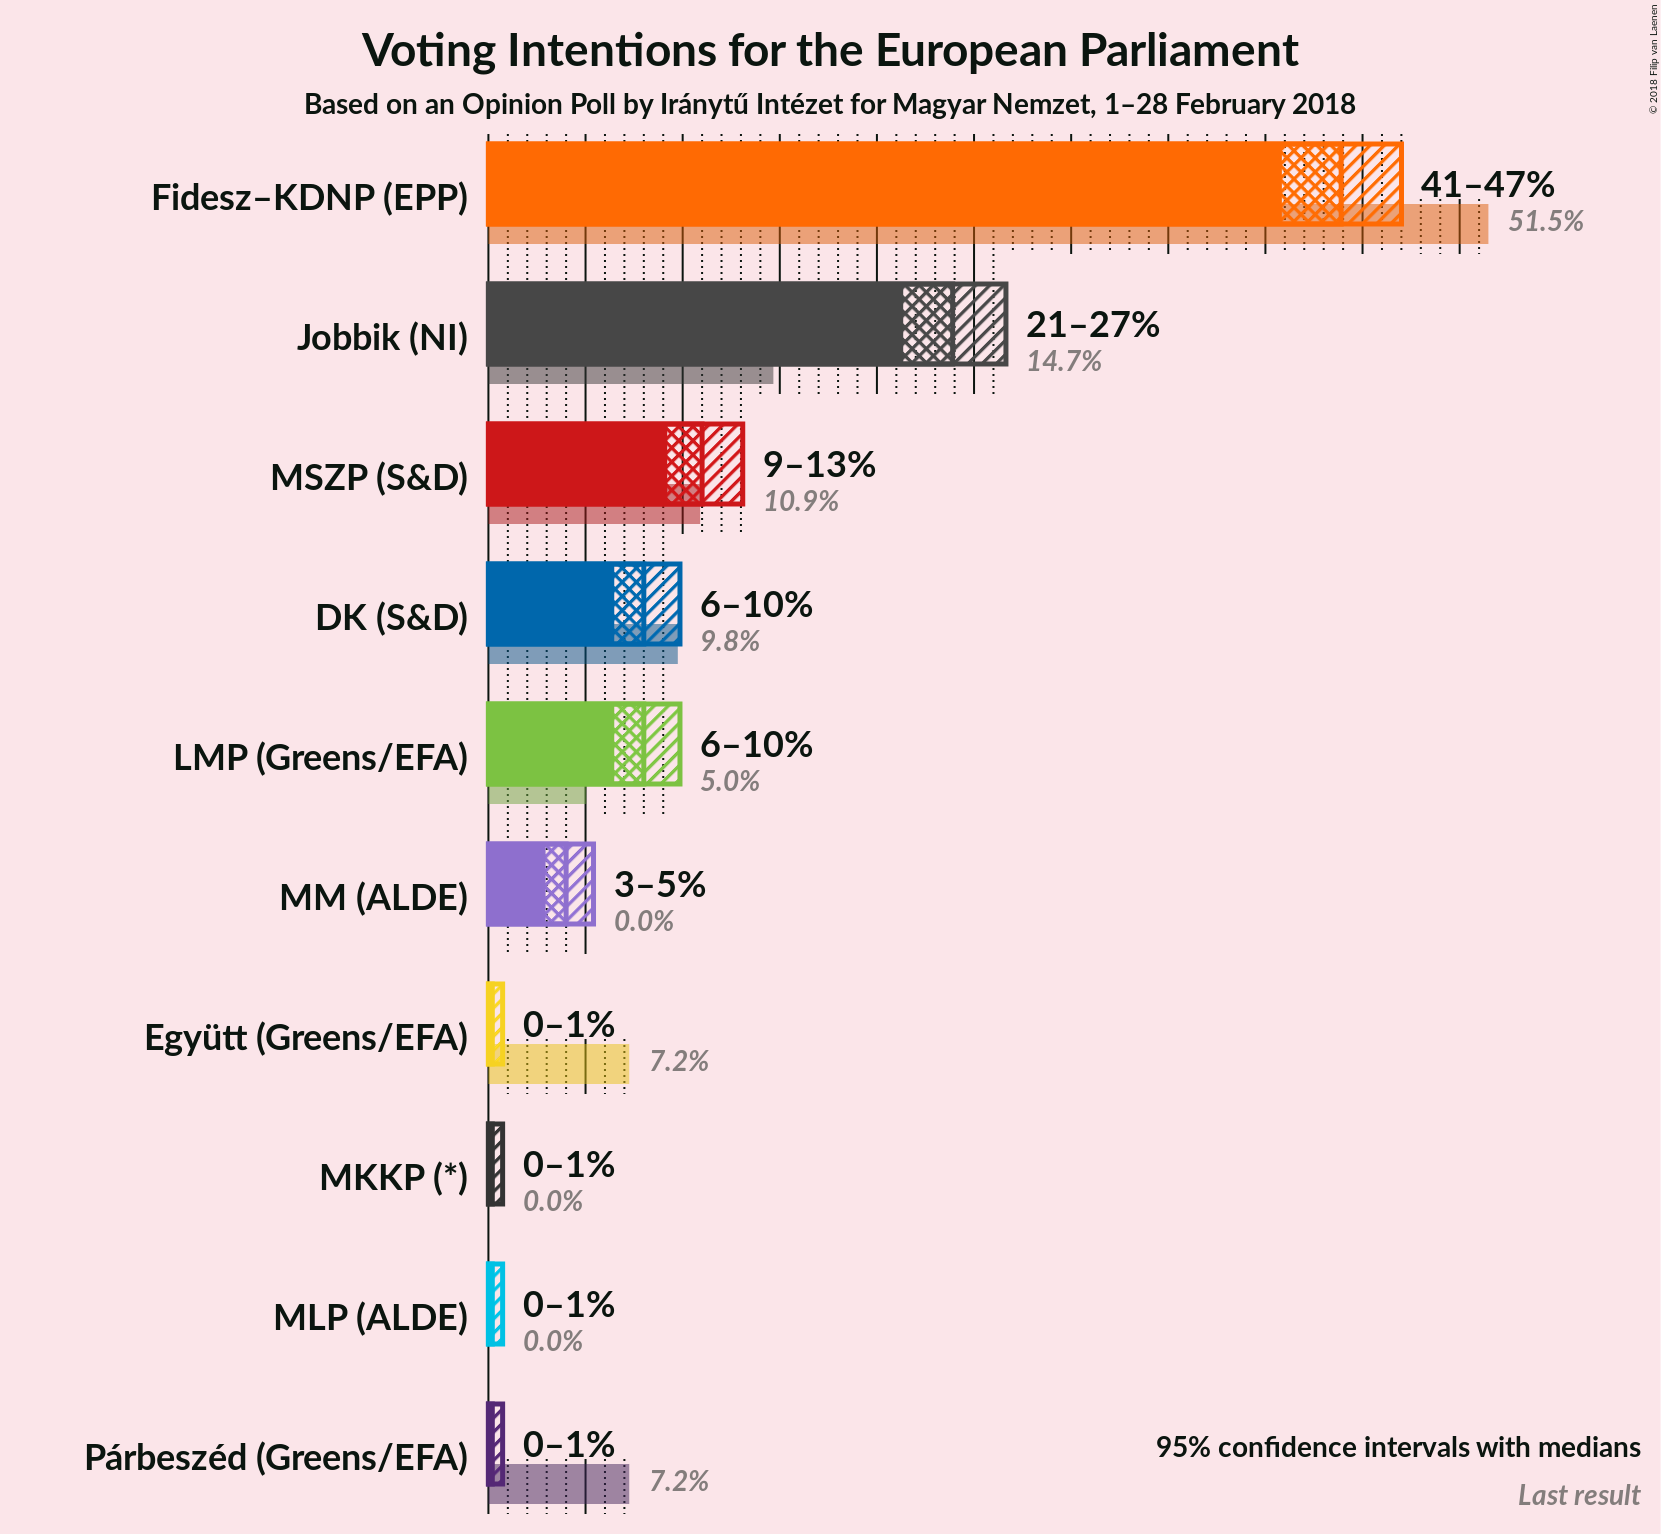 Voting Intentions for the European Parliament
Based on an Opinion Poll by Iránytű Intézet for Magyar Nemzet, 1–28 February 2018
© 2018 Filip van Laenen
Fidesz–KDNP (EPP)
41–47%
51.5%
Jobbik (NI)
21–27%
14.7%
MSZP (S&D)
9–13%
10.9%
DK (S&D)
6–10%
9.8%
LMP (Greens/EFA)
6–10%
5.0%
MM (ALDE)
3–5%
0.0%
Együtt (Greens/EFA)
0–1%
7.2%
MKKP (*)
0–1%
0.0%
MLP (ALDE)
0–1%
0.0%
Párbeszéd (Greens/EFA)
0–1%
7.2%
95% confidence intervals with medians
Last result